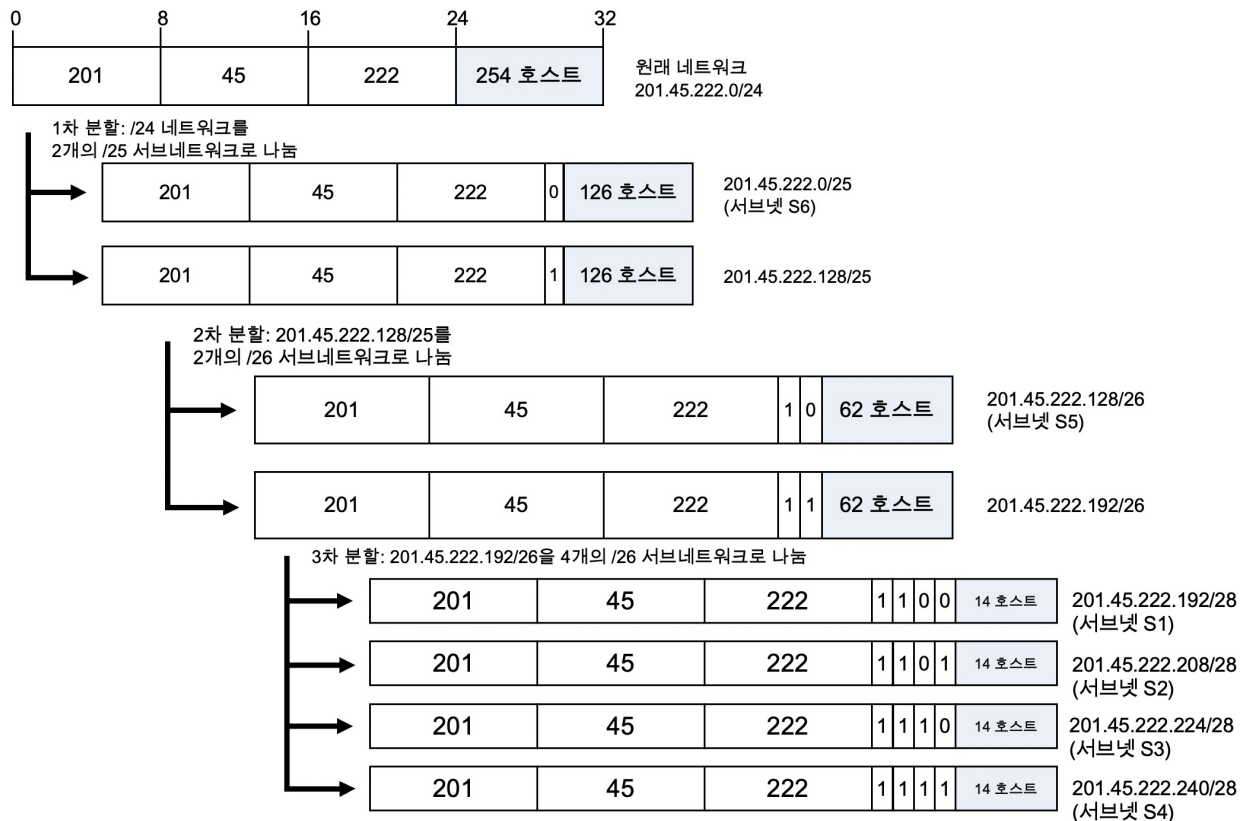 0 8 16 24 32
201 45 222 254 호스트
원래 네트워크
201.45.222.0/24
1차 분할: /24 네트워크를
2개의 /25 서브네트워크로 나눔
201 45 222 0 126 호스트
201.45.222.0/25
(서브넷 S6)
201 45 222 1 126 호스트
201.45.222.128/25
2차 분할: 201.45.222.128/25를
2개의 /26 서브네트워크로 나눔
201 45 222 1 0 62 호스트
201.45.222.128/26
(서브넷 S5)
201 45 222 1 1 62 호스트
201.45.222.192/26
3차 분할: 201.45.222.192/26을 4개의 /26 서브네트워크로 나눔
201 45 222 1 1 0 0 14 호스트
201.45.222.192/28
(서브넷 S1)
201 45 222 1 1 0 1 14 호스트
201.45.222.208/28
(서브넷 S2)
201 45 222 1 1 1 0 14 호스트
201.45.222.224/28
(서브넷 S3)
201 45 222 1 1 1 1 14 호스트
201.45.222.240/28
(서브넷 S4)